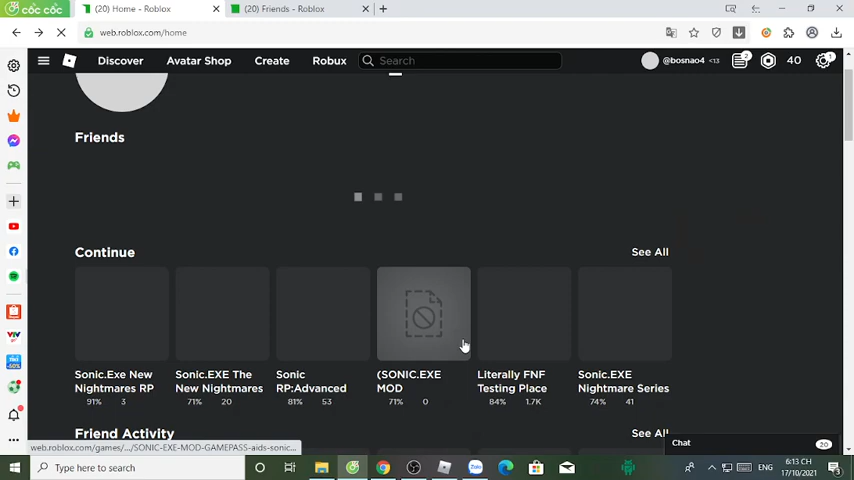 cốc cốc
(20) Home - Roblox
(20) Friends - Roblox
web.roblox.com/home
Discover
Avatar Shop
Create
Robux
Search
@bosnao4 <13
2
40
2
Friends
Continue
See All
Sonic.Exe New
Nightmares RP
91% 3
Sonic.EXE The
New Nightmares
71% 20
Sonic
RP:Advanced
81% 53
(SONIC.EXE
MOD
71% 0
Literally FNF
Testing Place
84% 1.7K
Sonic.EXE
Nightmare Series
74% 41
Friend Activity
See All
Chat
20
web.roblox.com/games/.../SONIC-EXE-MOD-GAMEPASS-aids-sonic...
Type here to search
Zalo
ENG
6:13 CH
17/10/2021
3